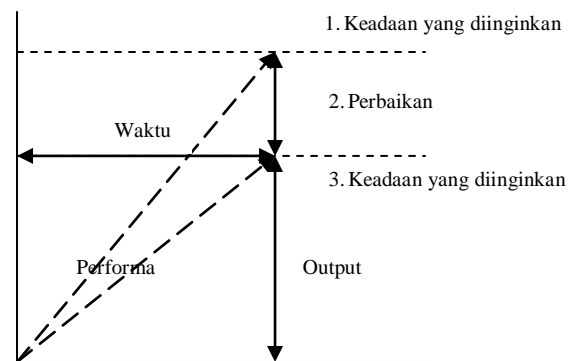 1. Keadaan yang diinginkan
2. Perbaikan
Waktu
3. Keadaan yang diinginkan
Performa
Output